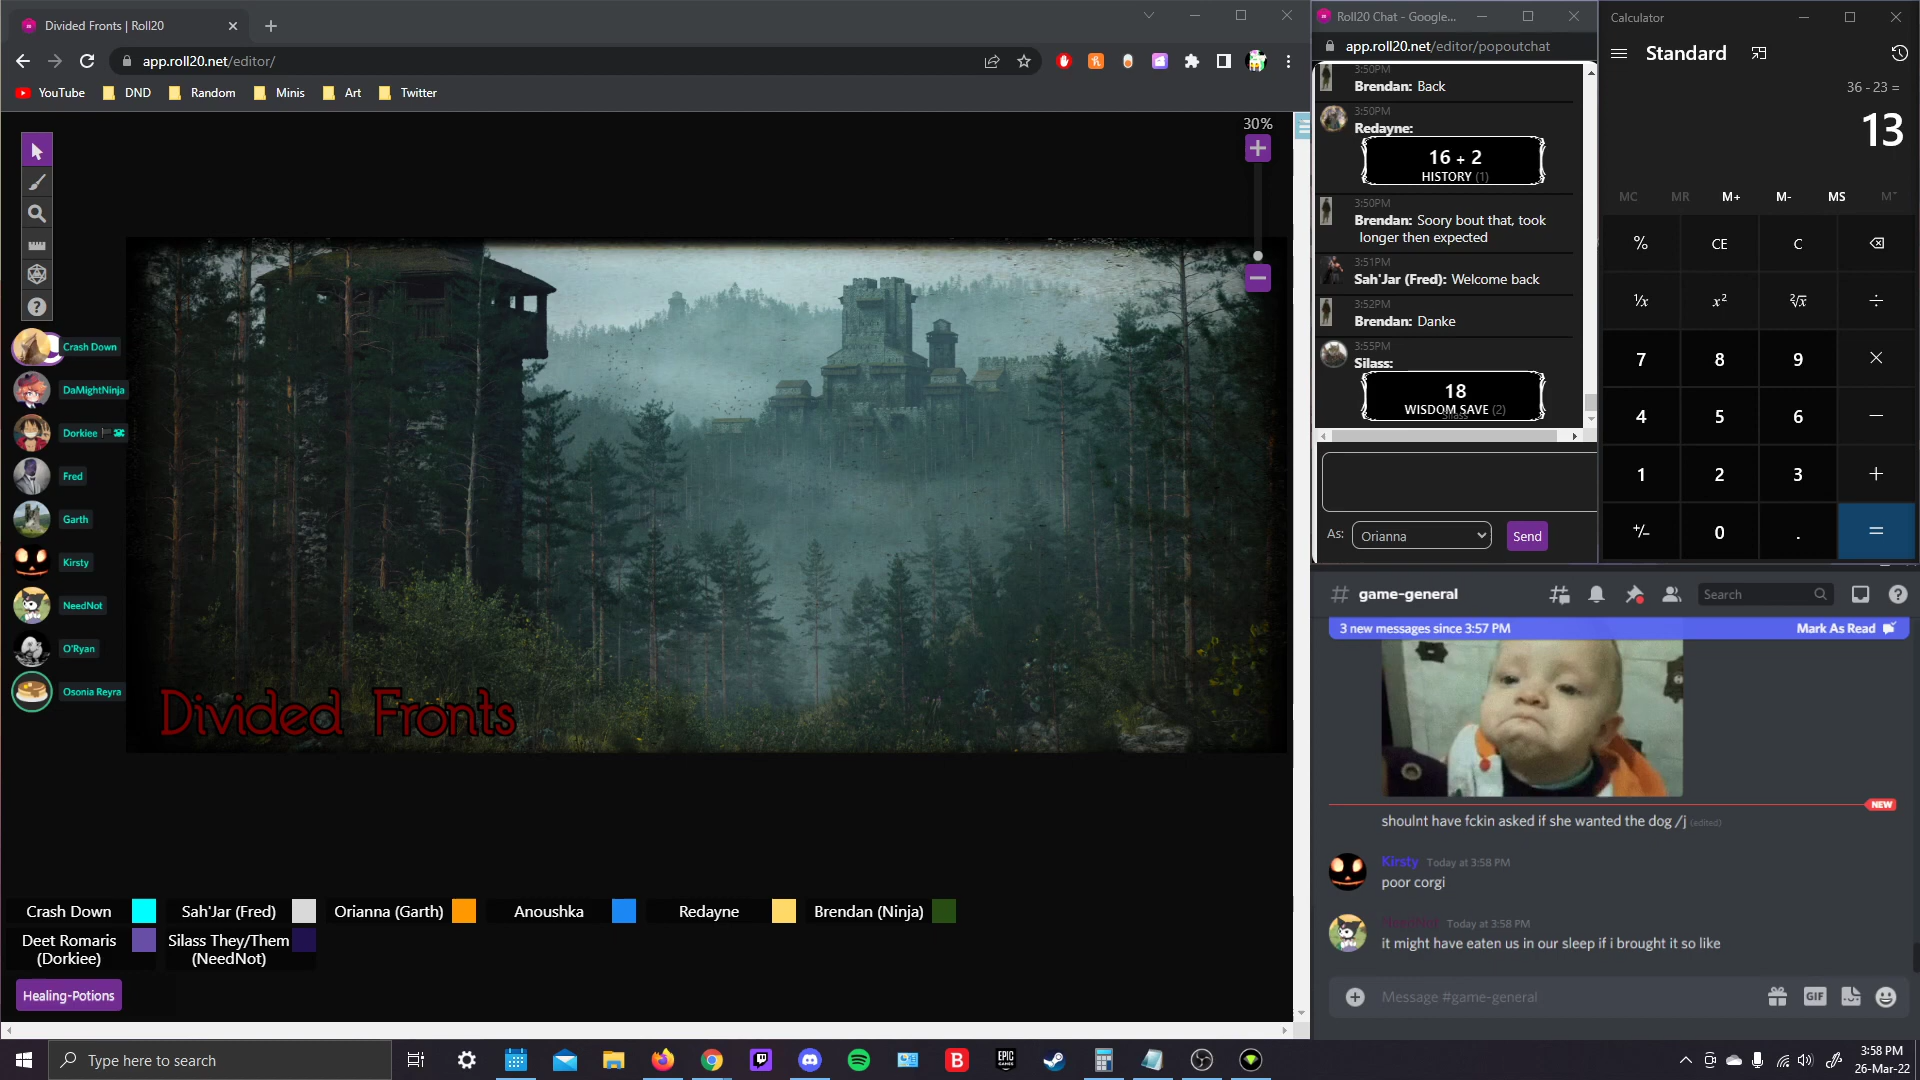 Divided Fronts | Roll20
app.roll20.net/editor/
YouTube
DND
Random
Minis
Art
Twitter
30%
Crash Down
DaMightNinja
Dorkiee
Fred
Garth
Kirsty
NeedNot
O'Ryan
Osonia Reyra
Divided Fronts
Crash Down
Sah'Jar (Fred)
Orianna (Garth)
Anoushka
Redayne
Brendan (Ninja)
Deet Romaris
(Dorkiee)
Silass They/Them
(NeedNot)
Healing-Potions
Roll20 Chat - Google...
app.roll20.net/editor/popoutchat
3:50PM
Brendan: Back
3:50PM
Redayne:
16 + 2
HISTORY (1)
3:50PM
Brendan: Soory bout that, took
longer then expected
3:51PM
Sah'Jar (Fred): Welcome back
3:52PM
Brendan: Danke
3:55PM
Silass:
18
WISDOM SAVE (2)
Silass
As:
Orianna
Send
Calculator
Standard
36 - 23 =
13
MC MR M+ M- MS M˅
% CE C
¹/x x² ²√x ÷
7 8 9 ×
4 5 6 −
1 2 3 +
+/- 0 . =
# game-general
Search
3 new messages since 3:57 PM
Mark As Read
NEW
shoulnt have fckin asked if she wanted the dog /j (edited)
Kirsty Today at 3:58 PM
poor corgi
NeedNot Today at 3:58 PM
it might have eaten us in our sleep if i brought it so like
Message #game-general
GIF
Type here to search
EPIC
GAMES
3:58 PM
26-Mar-22